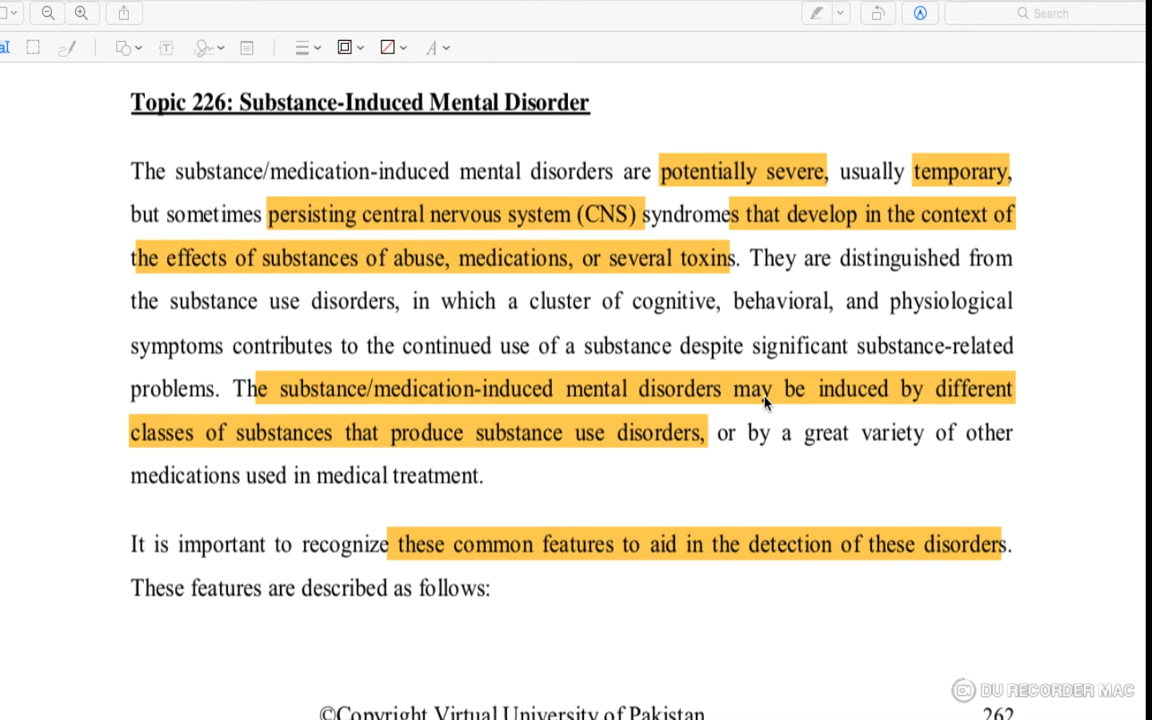 Search
Topic 226: Substance-Induced Mental Disorder
The substance/medication-induced mental disorders are potentially severe, usually temporary,
but sometimes persisting central nervous system (CNS) syndromes that develop in the context of
the effects of substances of abuse, medications, or several toxins. They are distinguished from
the substance use disorders, in which a cluster of cognitive, behavioral, and physiological
symptoms contributes to the continued use of a substance despite significant substance-related
problems. The substance/medication-induced mental disorders may be induced by different
classes of substances that produce substance use disorders, or by a great variety of other
medications used in medical treatment.
It is important to recognize these common features to aid in the detection of these disorders.
These features are described as follows:
DU RECORDER MAC
©Copyright Virtual University of Pakistan 262